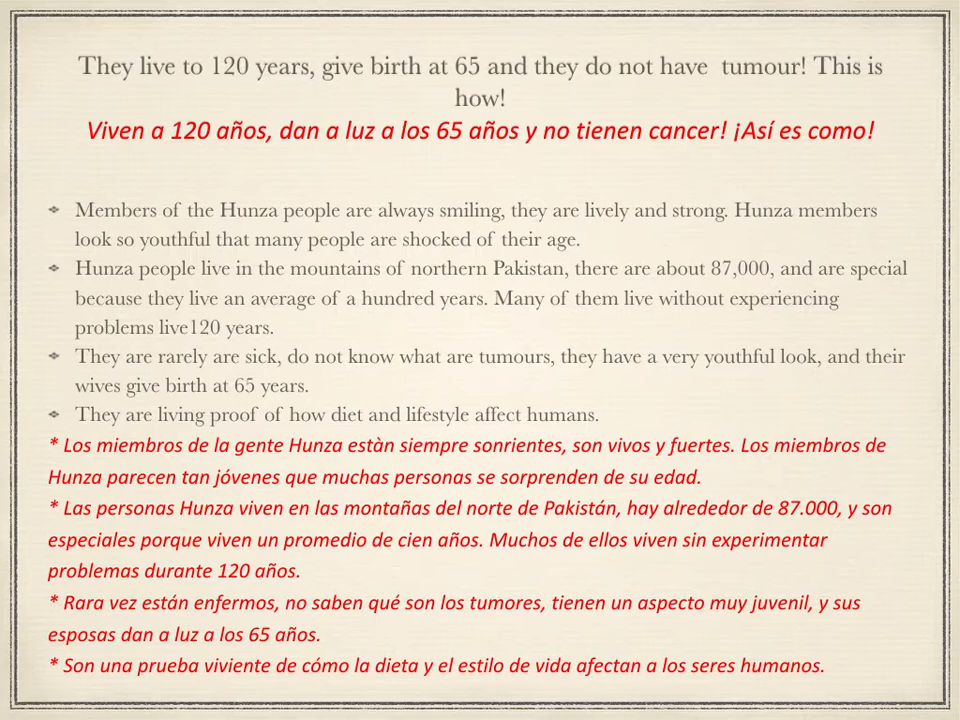 They live to 120 years, give birth at 65 and they do not have tumour! This is
how!
Viven a 120 años, dan a luz a los 65 años y no tienen cancer! ¡Así es como!
Members of the Hunza people are always smiling, they are lively and strong. Hunza members
look so youthful that many people are shocked of their age.
Hunza people live in the mountains of northern Pakistan, there are about 87,000, and are special
because they live an average of a hundred years. Many of them live without experiencing
problems live120 years.
They are rarely are sick, do not know what are tumours, they have a very youthful look, and their
wives give birth at 65 years.
They are living proof of how diet and lifestyle affect humans.
* Los miembros de la gente Hunza estàn siempre sonrientes, son vivos y fuertes. Los miembros de
Hunza parecen tan jóvenes que muchas personas se sorprenden de su edad.
* Las personas Hunza viven en las montañas del norte de Pakistán, hay alrededor de 87.000, y son
especiales porque viven un promedio de cien años. Muchos de ellos viven sin experimentar
problemas durante 120 años.
* Rara vez están enfermos, no saben qué son los tumores, tienen un aspecto muy juvenil, y sus
esposas dan a luz a los 65 años.
* Son una prueba viviente de cómo la dieta y el estilo de vida afectan a los seres humanos.